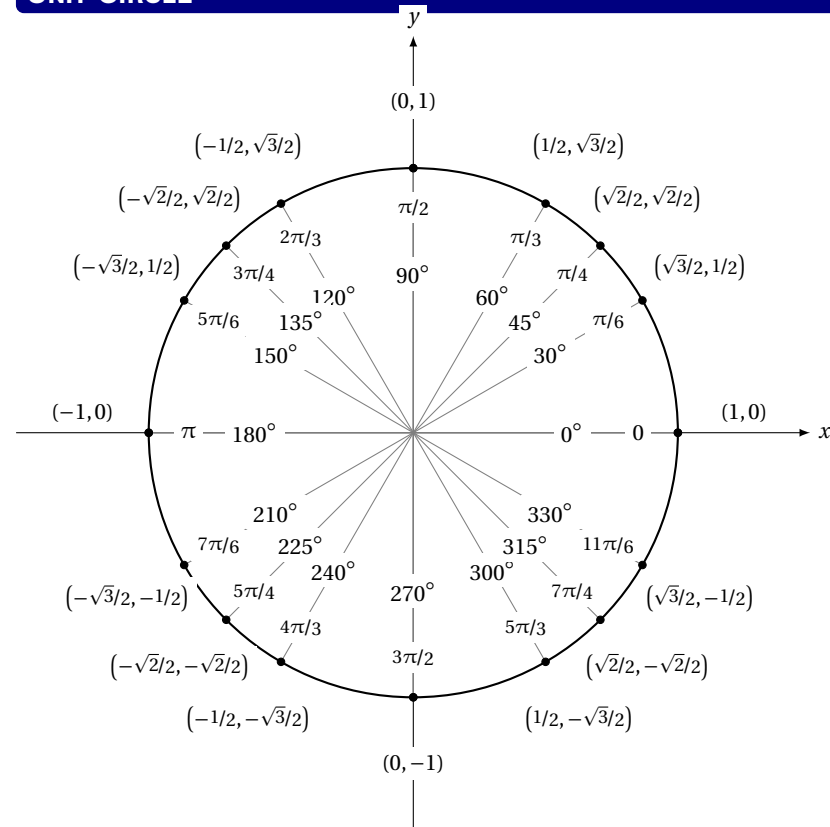 UNIT CIRCLE
y
(0, 1)
(−1/2, √3/2) (1/2, √3/2)
(−√2/2, √2/2) (√2/2, √2/2)
π/2
2π/3 π/3
(−√3/2, 1/2) (√3/2, 1/2)
3π/4 90° π/4
120° 60°
5π/6 135° 45° π/6
150° 30°
(−1, 0) (1, 0)
π 180° 0° 0 x
210° 330°
7π/6 225° 315° 11π/6
240° 300°
5π/4 270° 7π/4
(−√3/2, −1/2) (√3/2, −1/2)
4π/3 5π/3
3π/2
(−√2/2, −√2/2) (√2/2, −√2/2)
(−1/2, −√3/2) (1/2, −√3/2)
(0, −1)